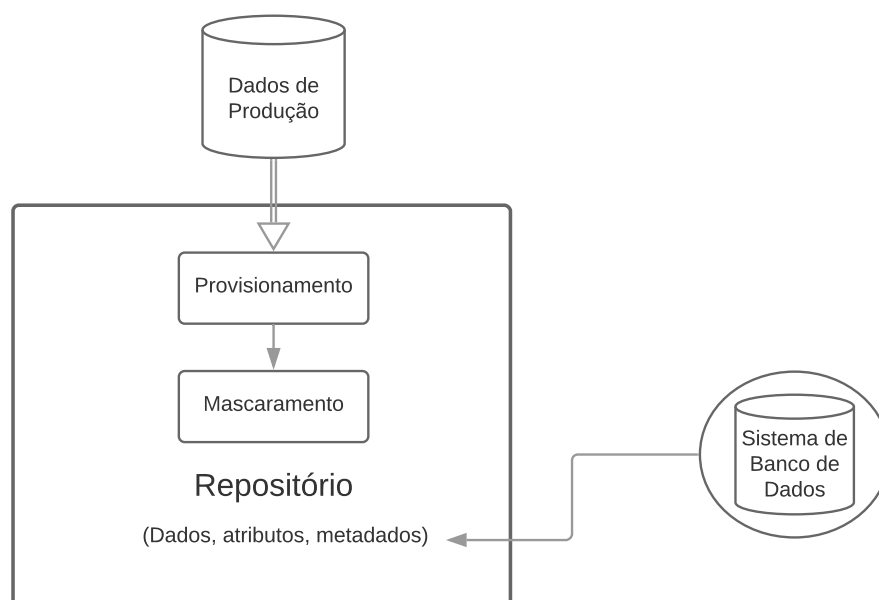 Dados de
Produção
Provisionamento
Mascaramento
Repositório
(Dados, atributos, metadados)
Sistema de
Banco de
Dados